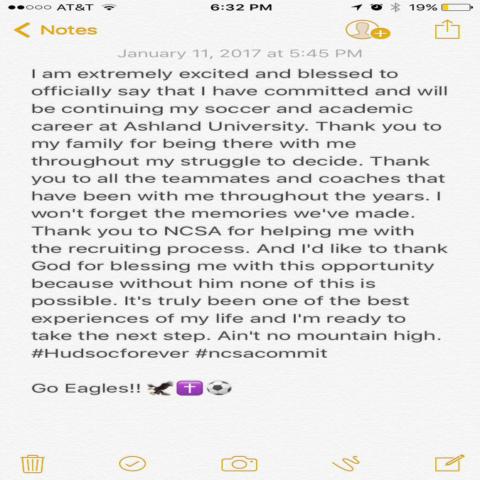 ●●○○○ AT&T 6:32 PM 19%
Notes
January 11, 2017 at 5:45 PM
I am extremely excited and blessed to
officially say that I have committed and will
be continuing my soccer and academic
career at Ashland University. Thank you to
my family for being there with me
throughout my struggle to decide. Thank
you to all the teammates and coaches that
have been with me throughout the years. I
won't forget the memories we've made.
Thank you to NCSA for helping me with
the recruiting process. And I'd like to thank
God for blessing me with this opportunity
because without him none of this is
possible. It's truly been one of the best
experiences of my life and I'm ready to
take the next step. Ain't no mountain high.
#Hudsocforever #ncsacommit
Go Eagles!! 🦅✝️⚽